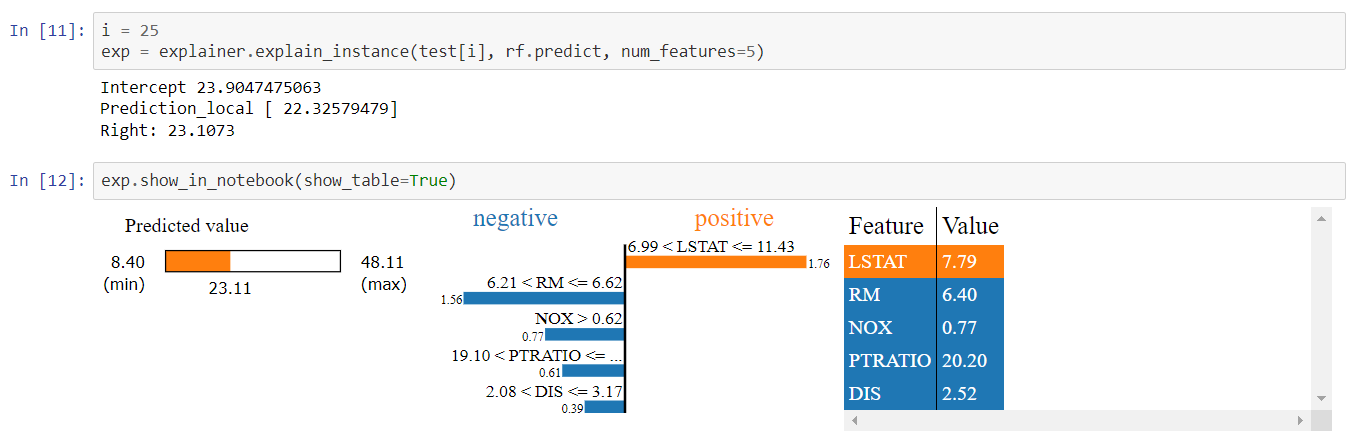 In [11]: i = 25
exp = explainer.explain_instance(test[i], rf.predict, num_features=5)
Intercept 23.9047475063
Prediction_local [ 22.32579479]
Right: 23.1073
In [12]: exp.show_in_notebook(show_table=True)
Predicted value
8.40
(min)
23.11
48.11
(max)
negative positive
6.99 < LSTAT <= 11.43
1.76
6.21 < RM <= 6.62
1.56
NOX > 0.62
0.77
19.10 < PTRATIO <= ...
0.61
2.08 < DIS <= 3.17
0.39
Feature Value
LSTAT 7.79
RM 6.40
NOX 0.77
PTRATIO 20.20
DIS 2.52